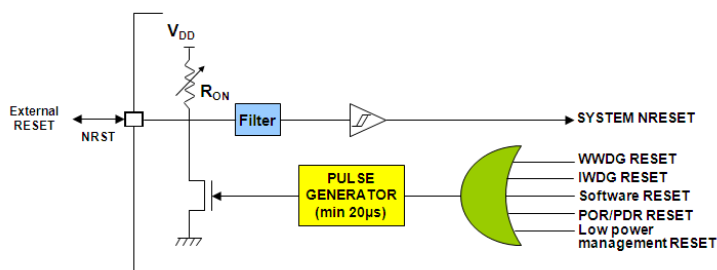 VDD
RON
External
RESET
NRST
Filter
SYSTEM NRESET
PULSE
GENERATOR
(min 20µs)
WWDG RESET
IWDG RESET
Software RESET
POR/PDR RESET
Low power
management RESET